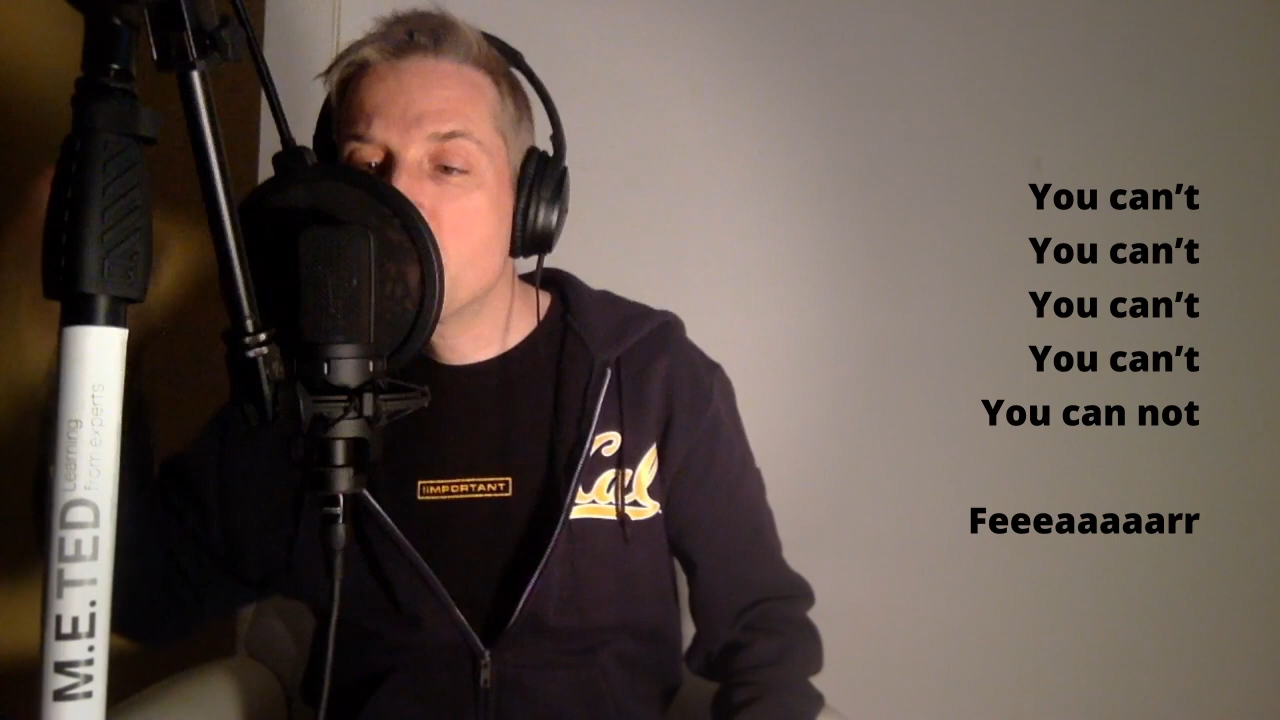 You can’t
You can’t
You can’t
You can’t
You can not
Feeeaaaaarr
!IMPORTANT
Cal
M.E.TED Learning
from experts